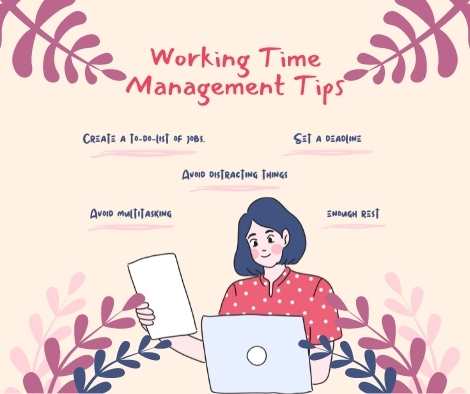 Working Time
Management Tips
Create a to-do-list of jobs.
Set a deadline
Avoid distracting things
Avoid multitasking
enough rest